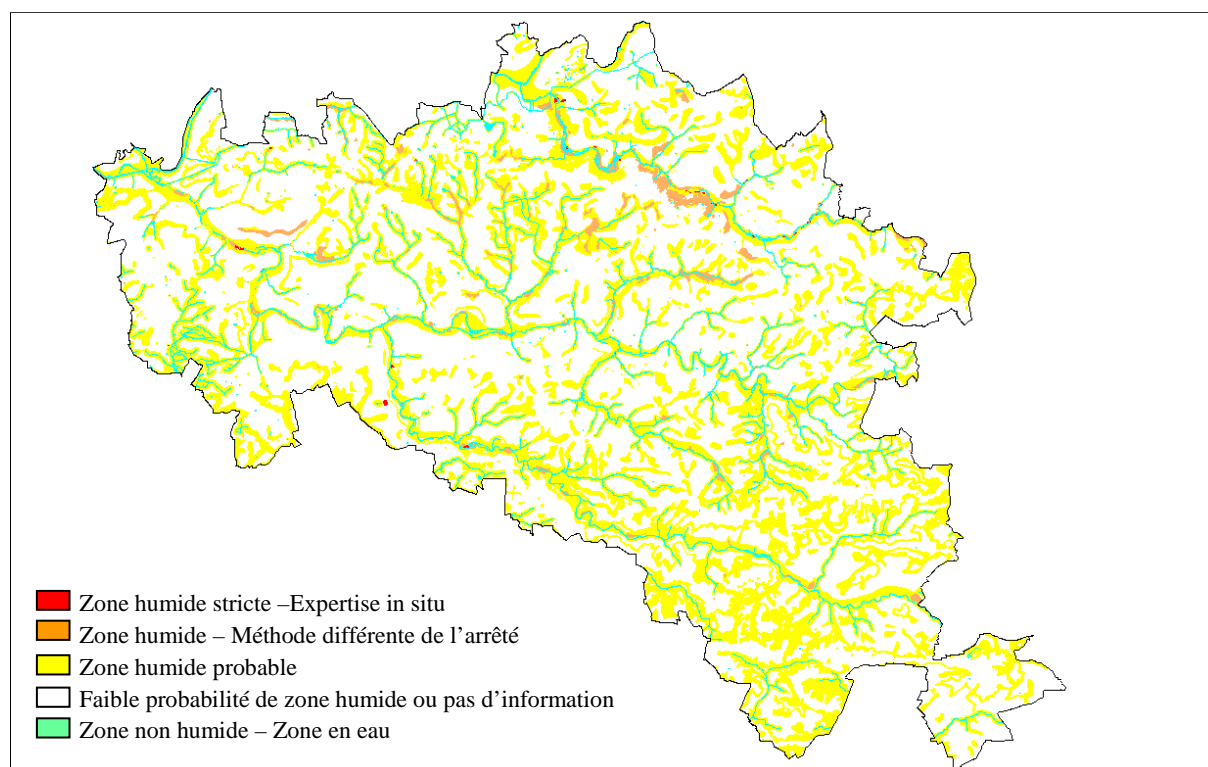 Zone humide stricte –Expertise in situ
Zone humide – Méthode différente de l’arrêté
Zone humide probable
Faible probabilité de zone humide ou pas d’information
Zone non humide – Zone en eau